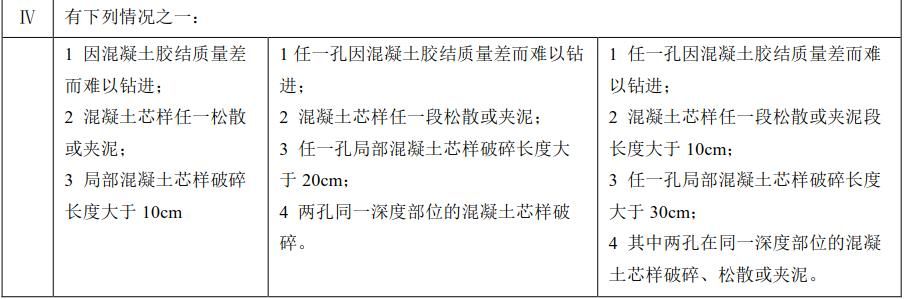 Ⅳ 有下列情况之一：
1 因混凝土胶结质量差
而难以钻进；
2 混凝土芯样任一松散
或夹泥；
3 局部混凝土芯样破碎
长度大于 10cm
1 任一孔因混凝土胶结质量差而难以钻
进；
2 混凝土芯样任一段松散或夹泥；
3 任一孔局部混凝土芯样破碎长度大
于 20cm；
4 两孔同一深度部位的混凝土芯样破
碎。
1 任一孔因混凝土胶结质量差而难
以钻进；
2 混凝土芯样任一段松散或夹泥段
长度大于 10cm；
3 任一孔局部混凝土芯样破碎长度
大于 30cm；
4 其中两孔在同一深度部位的混凝
土芯样破碎、松散或夹泥。